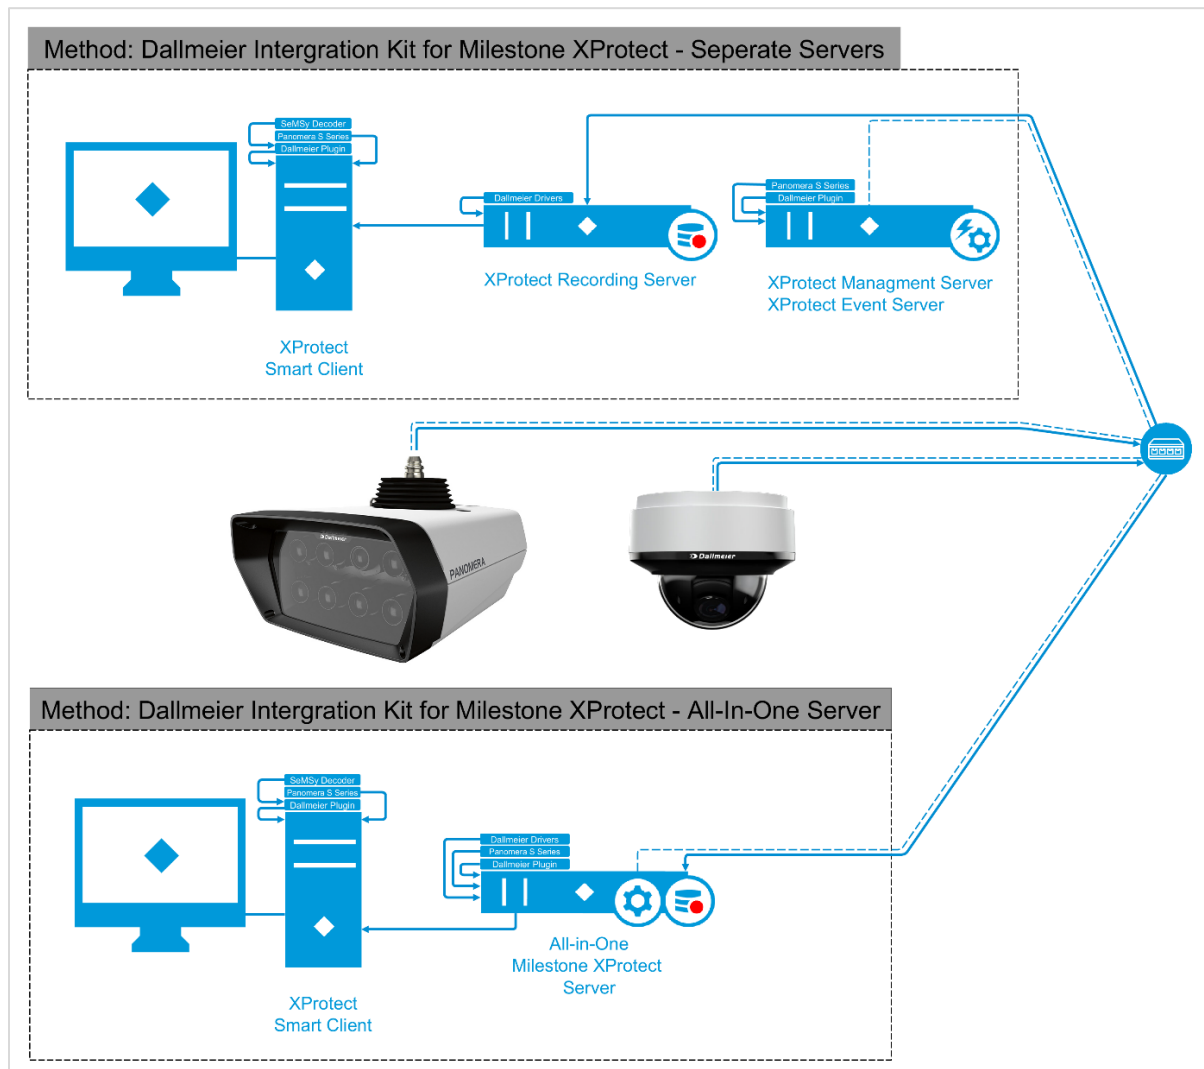 Method: Dallmeier Intergration Kit for Milestone XProtect - Seperate Servers
SeMSy Decoder
Panomera S Series
Dallmeier Plugin
Dallmeier Drivers
Panomera S Series
Dallmeier Plugin
XProtect Recording Server
XProtect Managment Server
XProtect Event Server
XProtect
Smart Client
Dallmeier
PANOMERA
Dallmeier
Method: Dallmeier Intergration Kit for Milestone XProtect - All-In-One Server
SeMSy Decoder
Panomera S Series
Dallmeier Plugin
Dallmeier Drivers
Panomera S Series
Dallmeier Plugin
All-in-One
Milestone XProtect
Server
XProtect
Smart Client